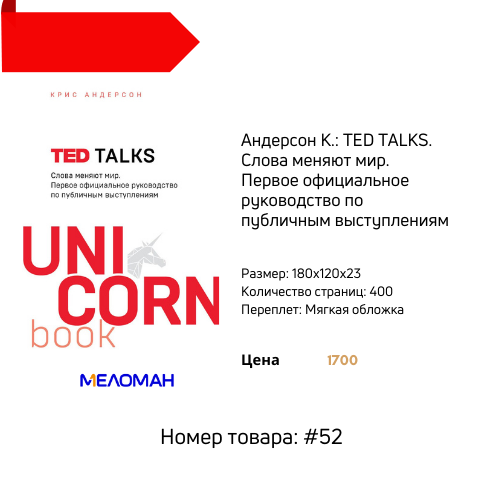 КРИС АНДЕРСОН
TED TALKS
Слова меняют мир.
Первое официальное руководство
по публичным выступлениям
UNI
CORN
book
МЕЛОМАН
Андерсон К.: TED TALKS.
Слова меняют мир.
Первое официальное
руководство по
публичным выступлениям
Размер: 180x120x23
Количество страниц: 400
Переплет: Мягкая обложка
Цена 1700
Номер товара: #52